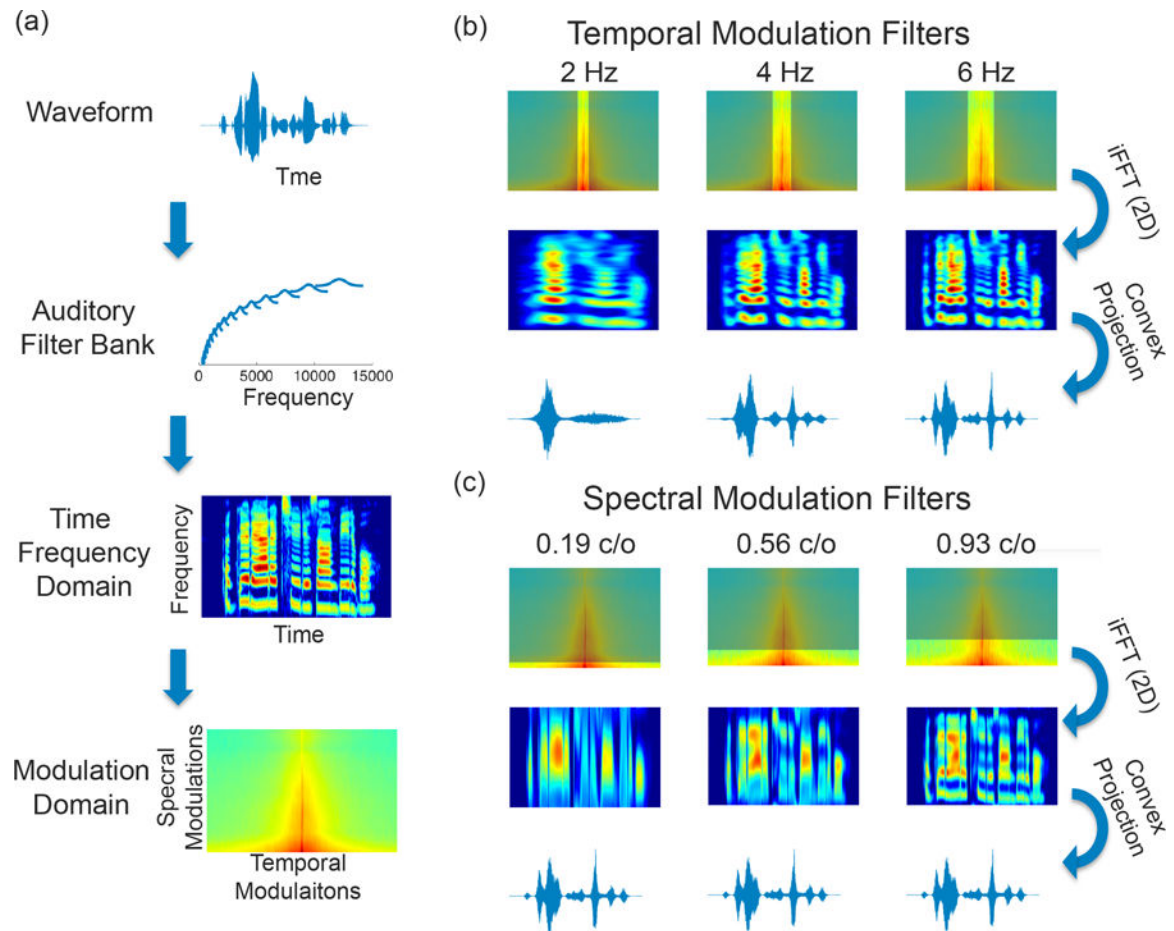 (a)
Waveform
Tme
Auditory
Filter Bank
0 5000 10000 15000
Frequency
Time
Frequency
Domain
Frequency
Time
Modulation
Domain
Specral
Modulations
Temporal
Modulaitons
(b)
Temporal Modulation Filters
2 Hz 4 Hz 6 Hz
iFFT (2D)
Convex
Projection
(c)
Spectral Modulation Filters
0.19 c/o 0.56 c/o 0.93 c/o
iFFT (2D)
Convex
Projection